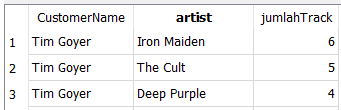 CustomerName artist jumlahTrack
1 Tim Goyer Iron Maiden 6
2 Tim Goyer The Cult 5
3 Tim Goyer Deep Purple 4